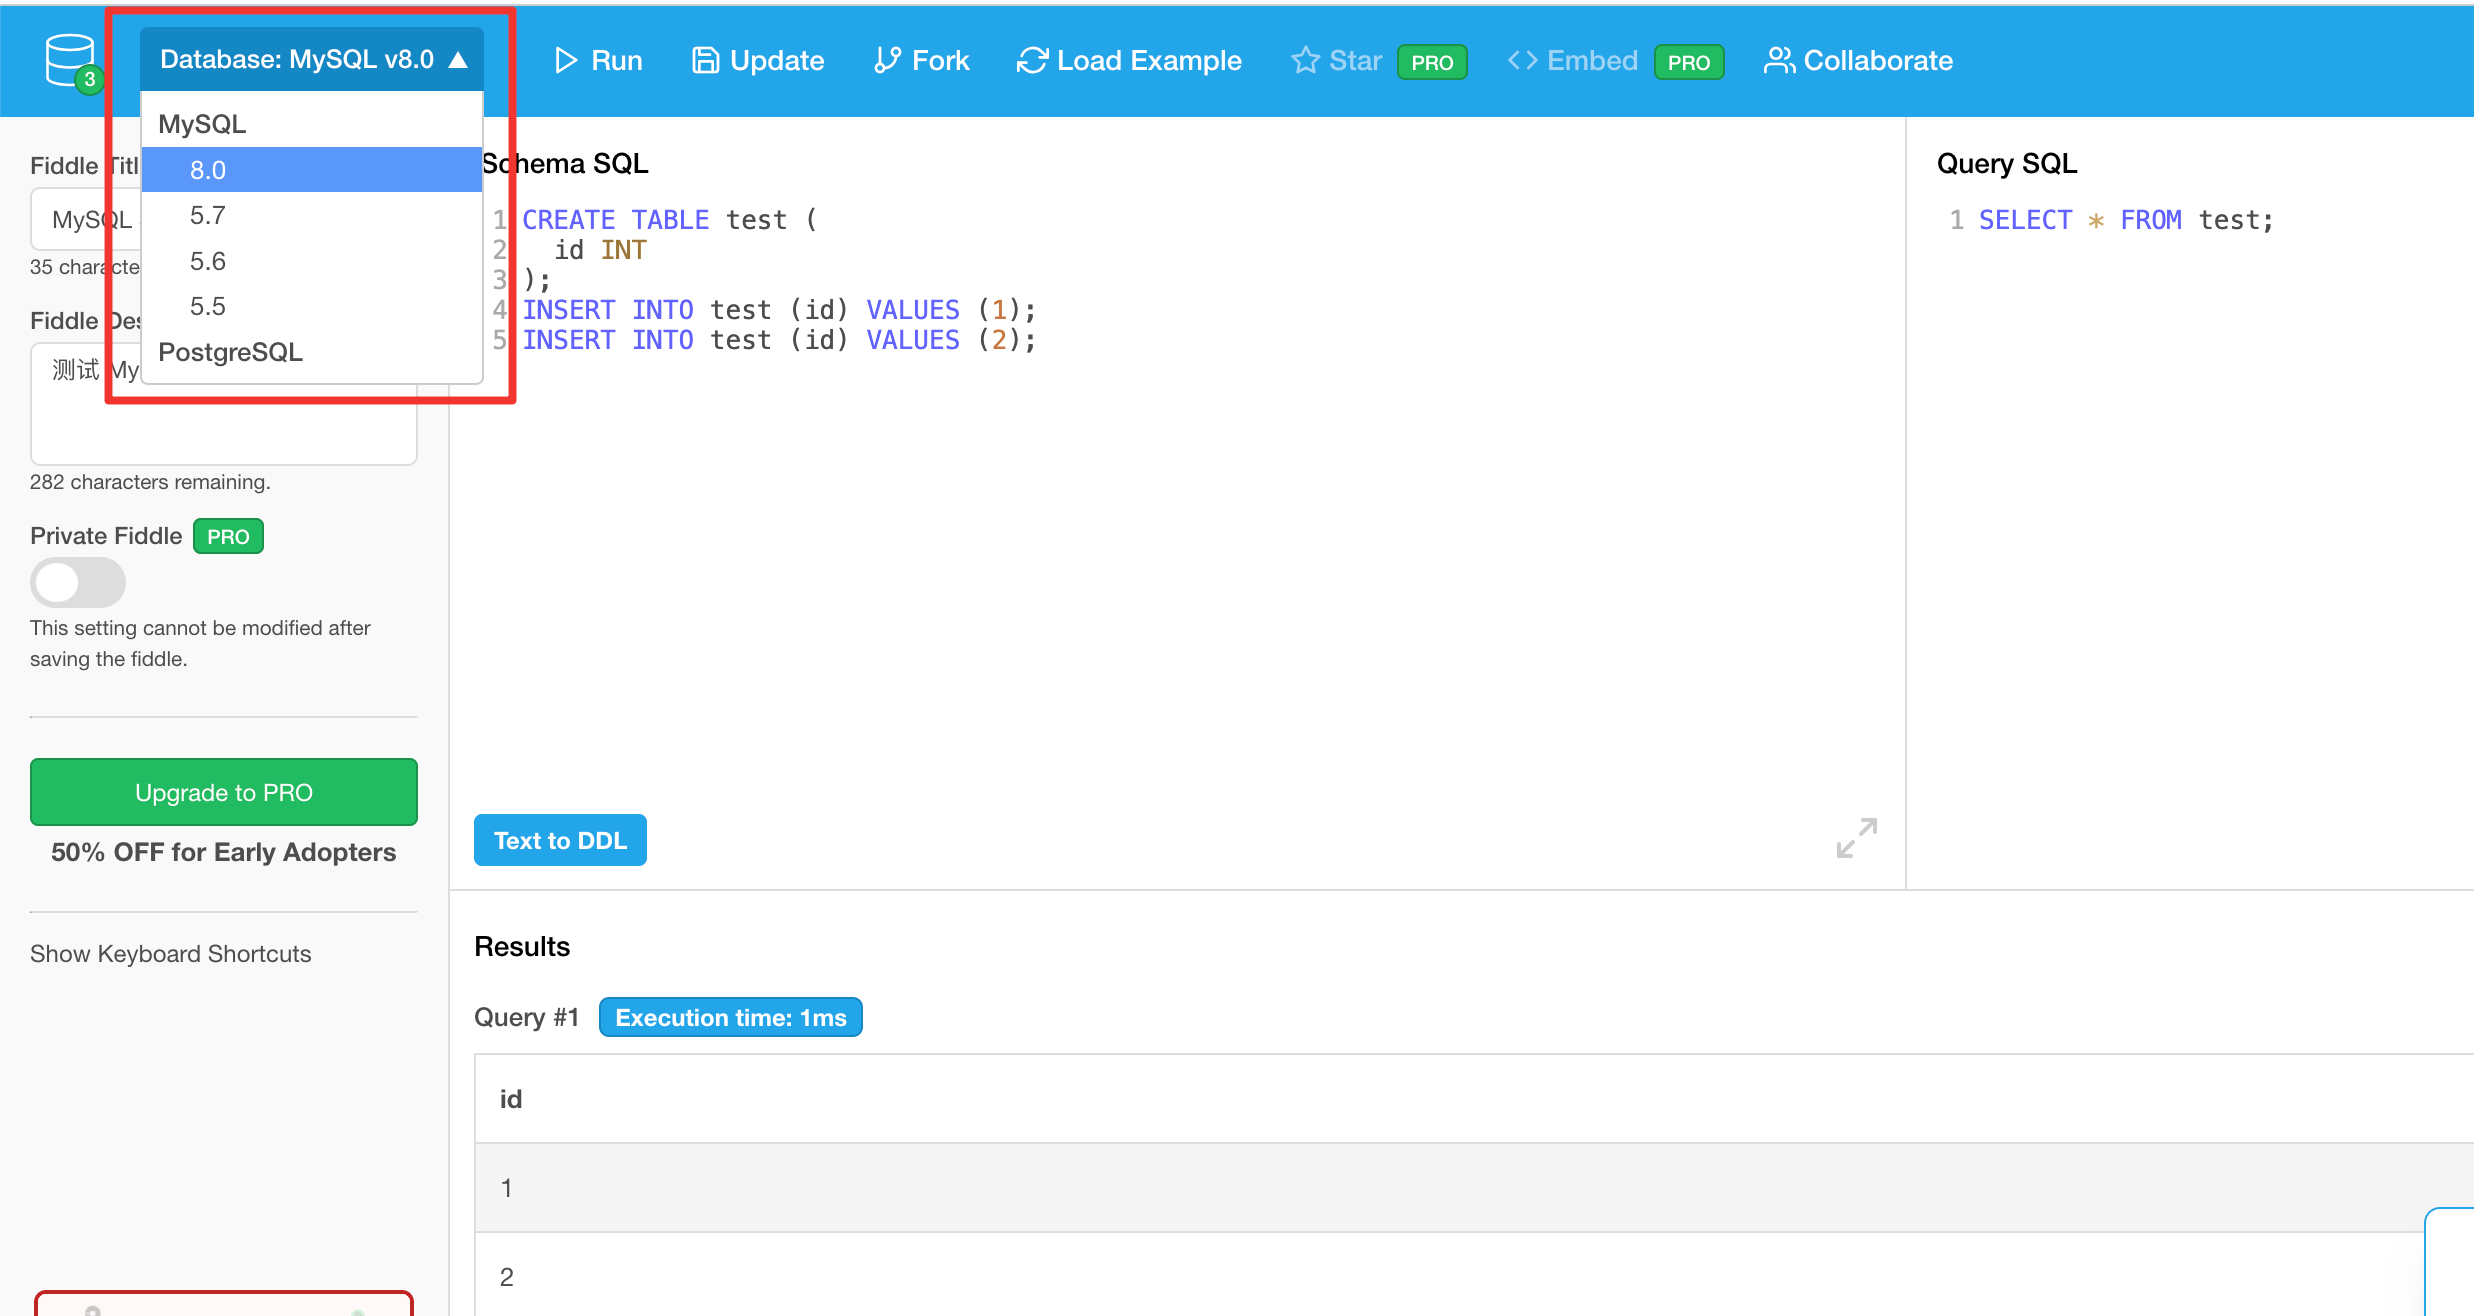 3
Database: MySQL v8.0 ▲
Run
Update
Fork
Load Example
Star PRO
Embed PRO
Collaborate
MySQL
8.0
5.7
5.6
5.5
PostgreSQL
Fiddle Titl
MySQL
35 characte
Fiddle Des
测试 My
282 characters remaining.
Private Fiddle PRO
This setting cannot be modified after
saving the fiddle.
Upgrade to PRO
50% OFF for Early Adopters
Show Keyboard Shortcuts
Schema SQL
1 CREATE TABLE test (
2 id INT
3 );
4 INSERT INTO test (id) VALUES (1);
5 INSERT INTO test (id) VALUES (2);
Text to DDL
Query SQL
1 SELECT * FROM test;
Results
Query #1 Execution time: 1ms
id
1
2